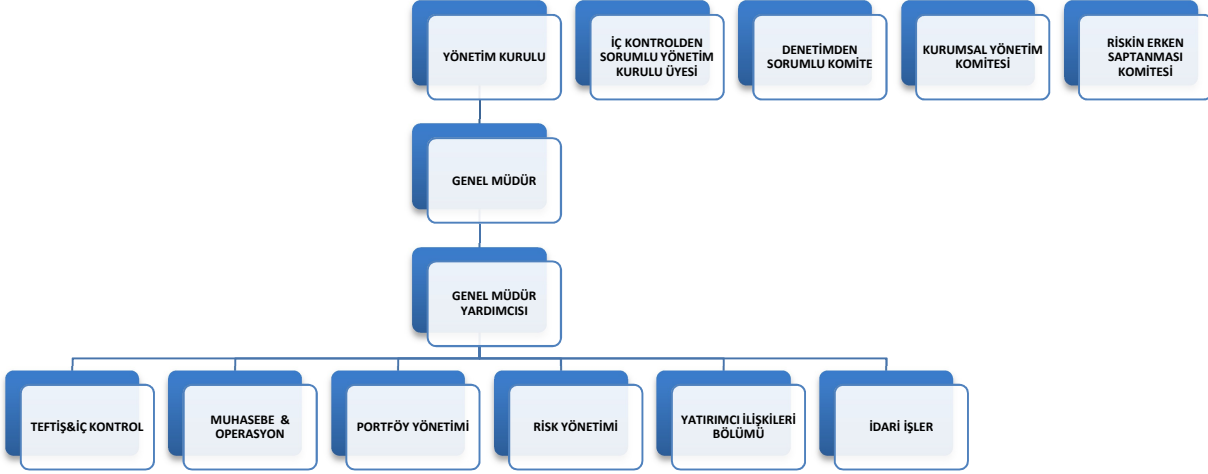 YÖNETİM KURULU
İÇ KONTROLDEN
SORUMLU YÖNETİM
KURULU ÜYESİ
DENETİMDEN
SORUMLU KOMİTE
KURUMSAL YÖNETİM
KOMİTESİ
RİSKİN ERKEN
SAPTANMASI
KOMİTESİ
GENEL MÜDÜR
GENEL MÜDÜR
YARDIMCISI
TEFTİŞ&İÇ KONTROL
MUHASEBE &
OPERASYON
PORTFÖY YÖNETİMİ
RİSK YÖNETİMİ
YATIRIMCI İLİŞKİLERİ
BÖLÜMÜ
İDARİ İŞLER